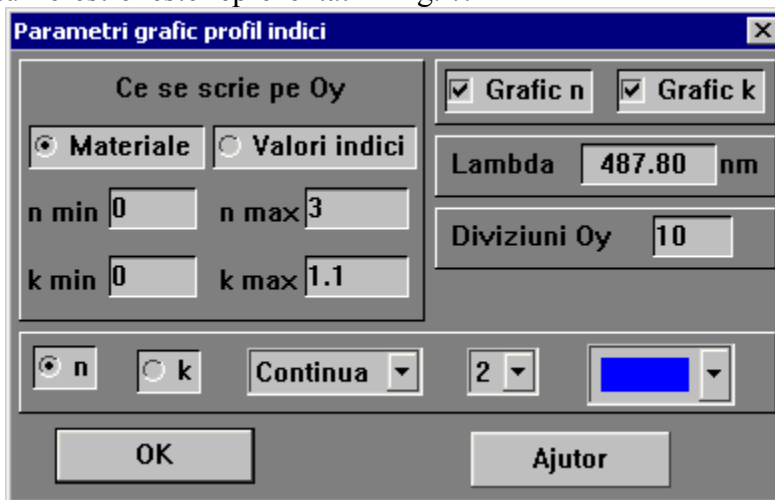 Parametri grafic profil indici
Ce se scrie pe Oy
Materiale Valori indici
n min 0 n max 3
k min 0 k max 1.1
Grafic n Grafic k
Lambda 487.80 nm
Diviziuni Oy 10
n k Continua 2
OK Ajutor